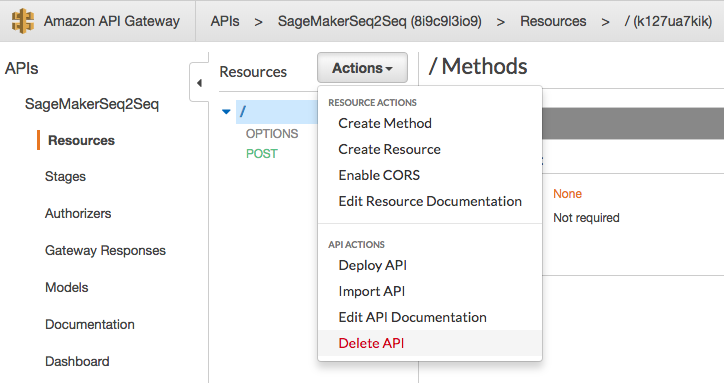 Amazon API Gateway APIs > SageMakerSeq2Seq (8i9c9l3io9) > Resources > / (k127ua7kik)
APIs
SageMakerSeq2Seq
Resources
Stages
Authorizers
Gateway Responses
Models
Documentation
Dashboard
Resources
Actions
/
OPTIONS
POST
RESOURCE ACTIONS
Create Method
Create Resource
Enable CORS
Edit Resource Documentation
API ACTIONS
Deploy API
Import API
Edit API Documentation
Delete API
/ Methods
None
Not required